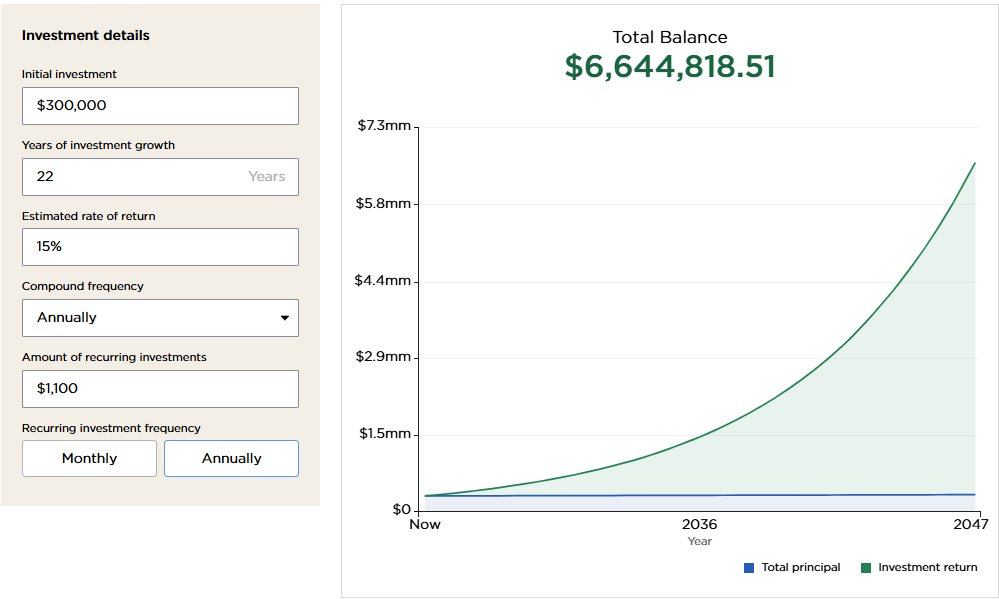 Investment details
Initial investment
$300,000
Years of investment growth
22 Years
Estimated rate of return
15%
Compound frequency
Annually
Amount of recurring investments
$1,100
Recurring investment frequency
Monthly Annually
Total Balance
$6,644,818.51
$7.3mm
$5.8mm
$4.4mm
$2.9mm
$1.5mm
$0
Now 2036 2047
Year
Total principal Investment return